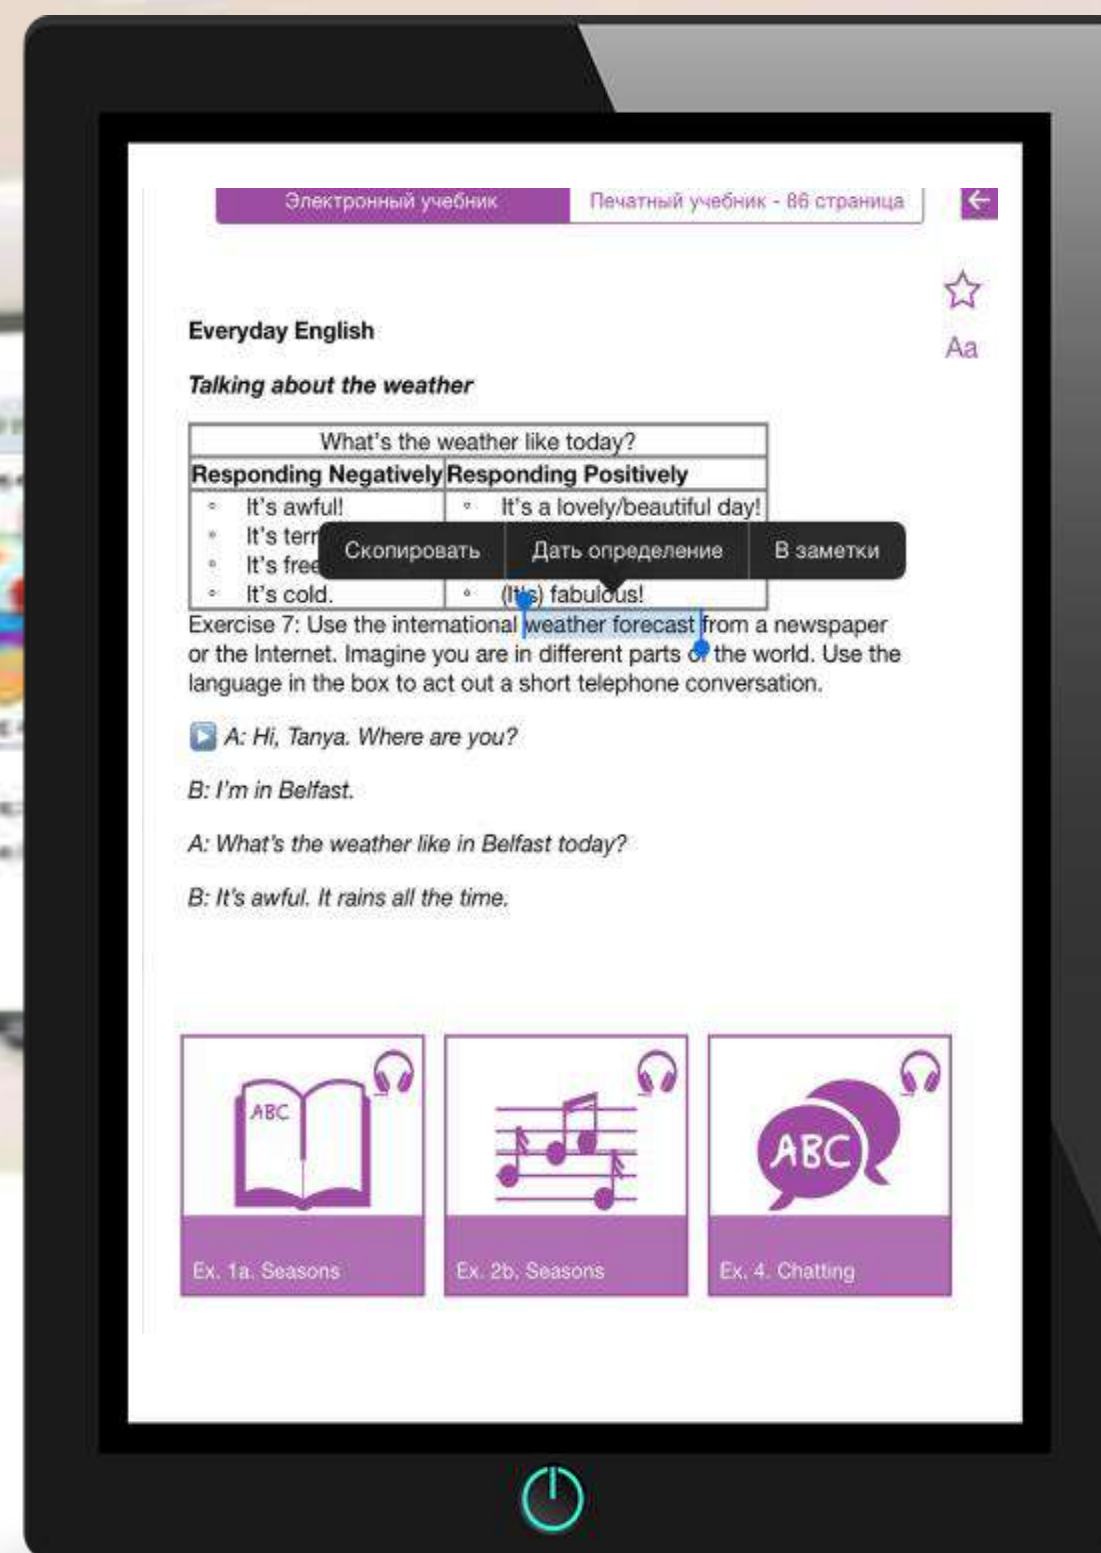 Электронный учебник
Печатный учебник - 86 страница
Aa
Everyday English
Talking about the weather
What's the weather like today?
Responding Negatively Responding Positively
It's awful!
It's a lovely/beautiful day!
It's
Скопировать
Дать определение
В заметки
It's
It's cold.
(It's) fabulous!
Exercise 7: Use the international weather forecast from a newspaper
or the Internet. Imagine you are in different parts of the world. Use the
language in the box to act out a short telephone conversation.
A: Hi, Tanya. Where are you?
B: I'm in Belfast.
A: What's the weather like in Belfast today?
B: It's awful. It rains all the time.
ABC
ABC
Ex. 1a. Seasons
Ex. 2b. Seasons
Ex. 4. Chatting